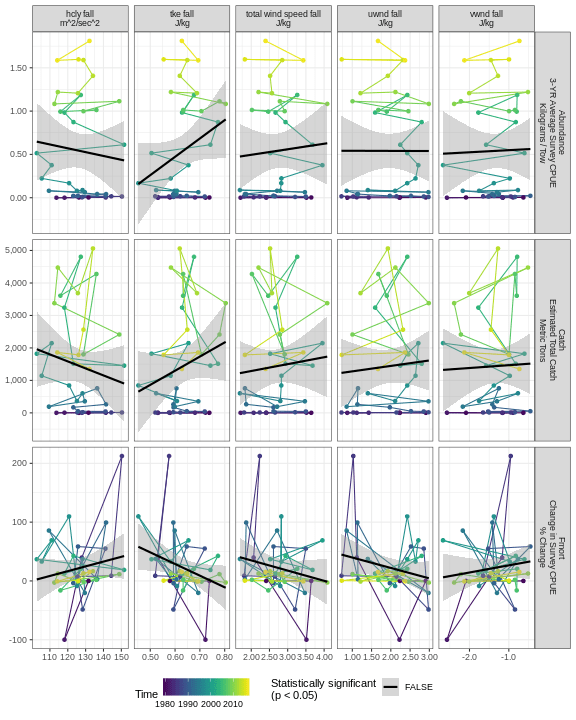 hcly fall
m^2/sec^2
tke fall
J/kg
total wind speed fall
J/kg
uwnd fall
J/kg
vwnd fall
J/kg
1.50
1.00
0.50
0.00
Abundance
3-YR Average Survey CPUE
Kilograms / Tow
5,000
4,000
3,000
2,000
1,000
0
Catch
Estimated Total Catch
Metric Tons
200
100
0
-100
Fmort
Change in Survey CPUE
% Change
110 120 130 140 150
0.50 0.60 0.70 0.80
2.00 2.50 3.00 3.50 4.00
1.00 1.50 2.00 2.50 3.00
-2.0 -1.0
Time
1980 1990 2000 2010
Statistically significant
(p < 0.05)
FALSE